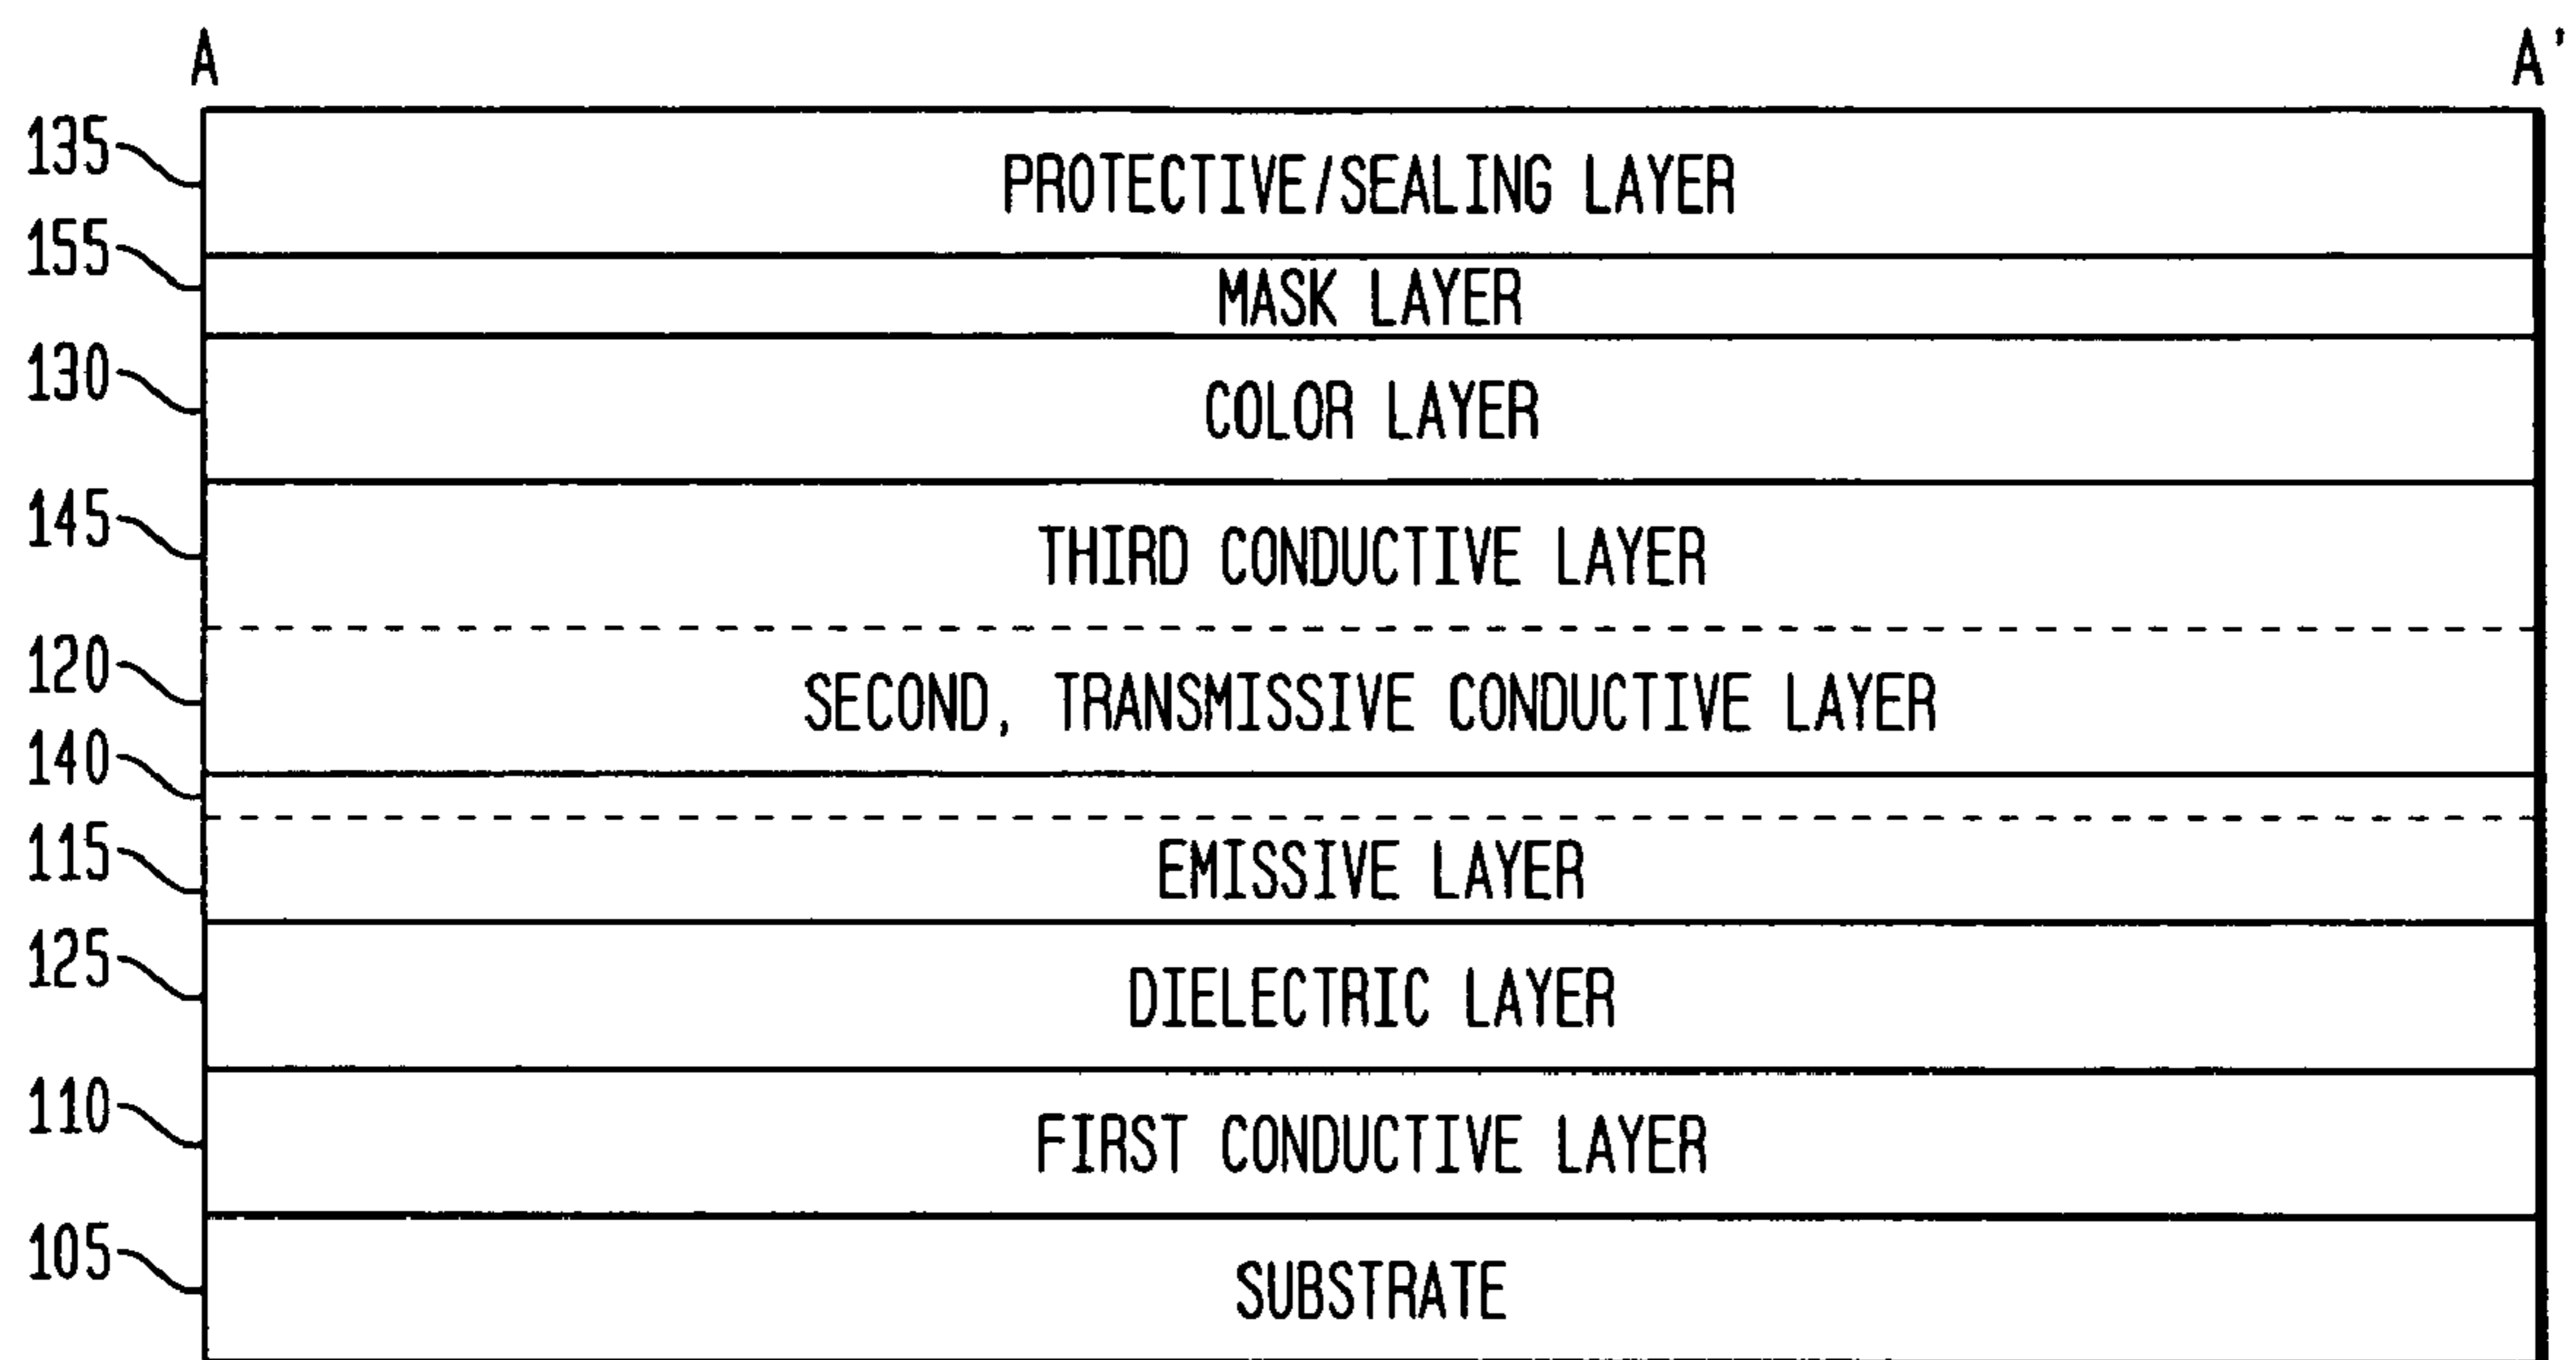 A A'
135 PROTECTIVE/SEALING LAYER
155 MASK LAYER
130 COLOR LAYER
145 THIRD CONDUCTIVE LAYER
120 SECOND, TRANSMISSIVE CONDUCTIVE LAYER
140
115 EMISSIVE LAYER
125 DIELECTRIC LAYER
110 FIRST CONDUCTIVE LAYER
105 SUBSTRATE